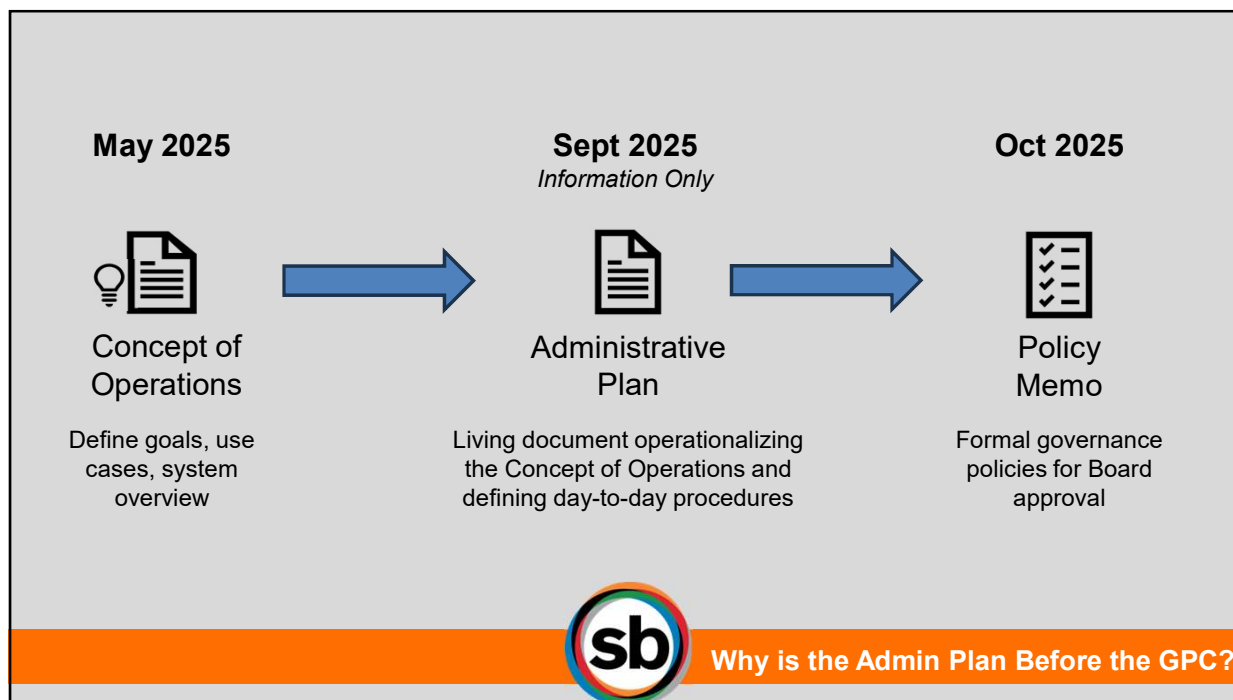 May 2025
Sept 2025
Information Only
Oct 2025
Concept of
Operations
Administrative
Plan
Policy
Memo
Define goals, use
cases, system
overview
Living document operationalizing
the Concept of Operations and
defining day-to-day procedures
Formal governance
policies for Board
approval
sb
Why is the Admin Plan Before the GPC?